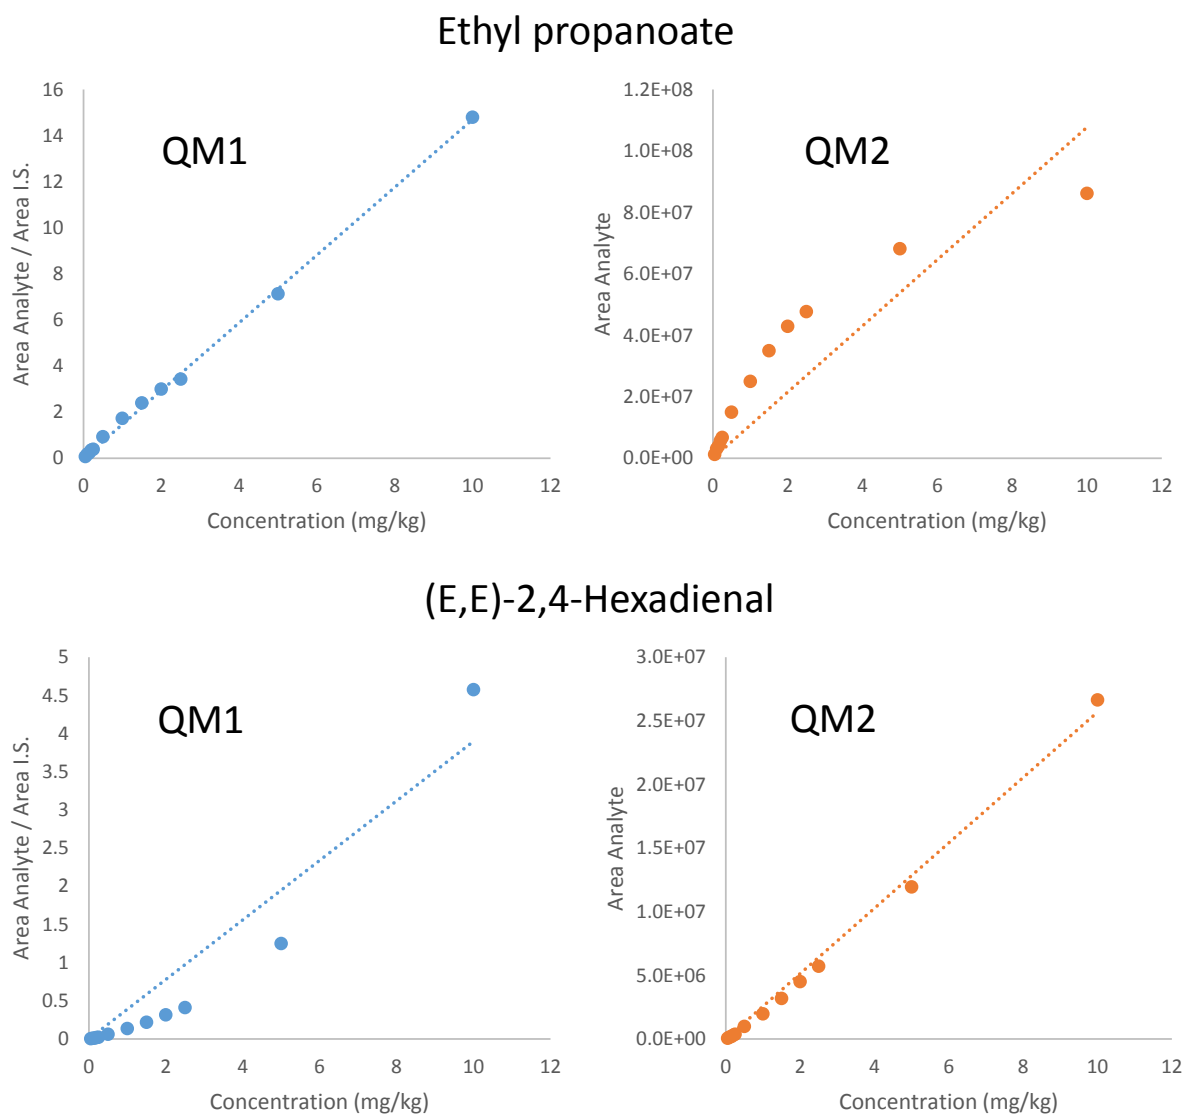 Ethyl propanoate
16
14
12
10
8
6
4
2
0
0 2 4 6 8 10 12
Area Analyte / Area I.S.
Concentration (mg/kg)
QM1
1.2E+08
1.0E+08
8.0E+07
6.0E+07
4.0E+07
2.0E+07
0.0E+00
0 2 4 6 8 10 12
Area Analyte
Concentration (mg/kg)
QM2
(E,E)-2,4-Hexadienal
5
4.5
4
3.5
3
2.5
2
1.5
1
0.5
0
0 2 4 6 8 10 12
Area Analyte / Area I.S.
Concentration (mg/kg)
QM1
3.0E+07
2.5E+07
2.0E+07
1.5E+07
1.0E+07
5.0E+06
0.0E+00
0 2 4 6 8 10 12
Area Analyte
Concentration (mg/kg)
QM2